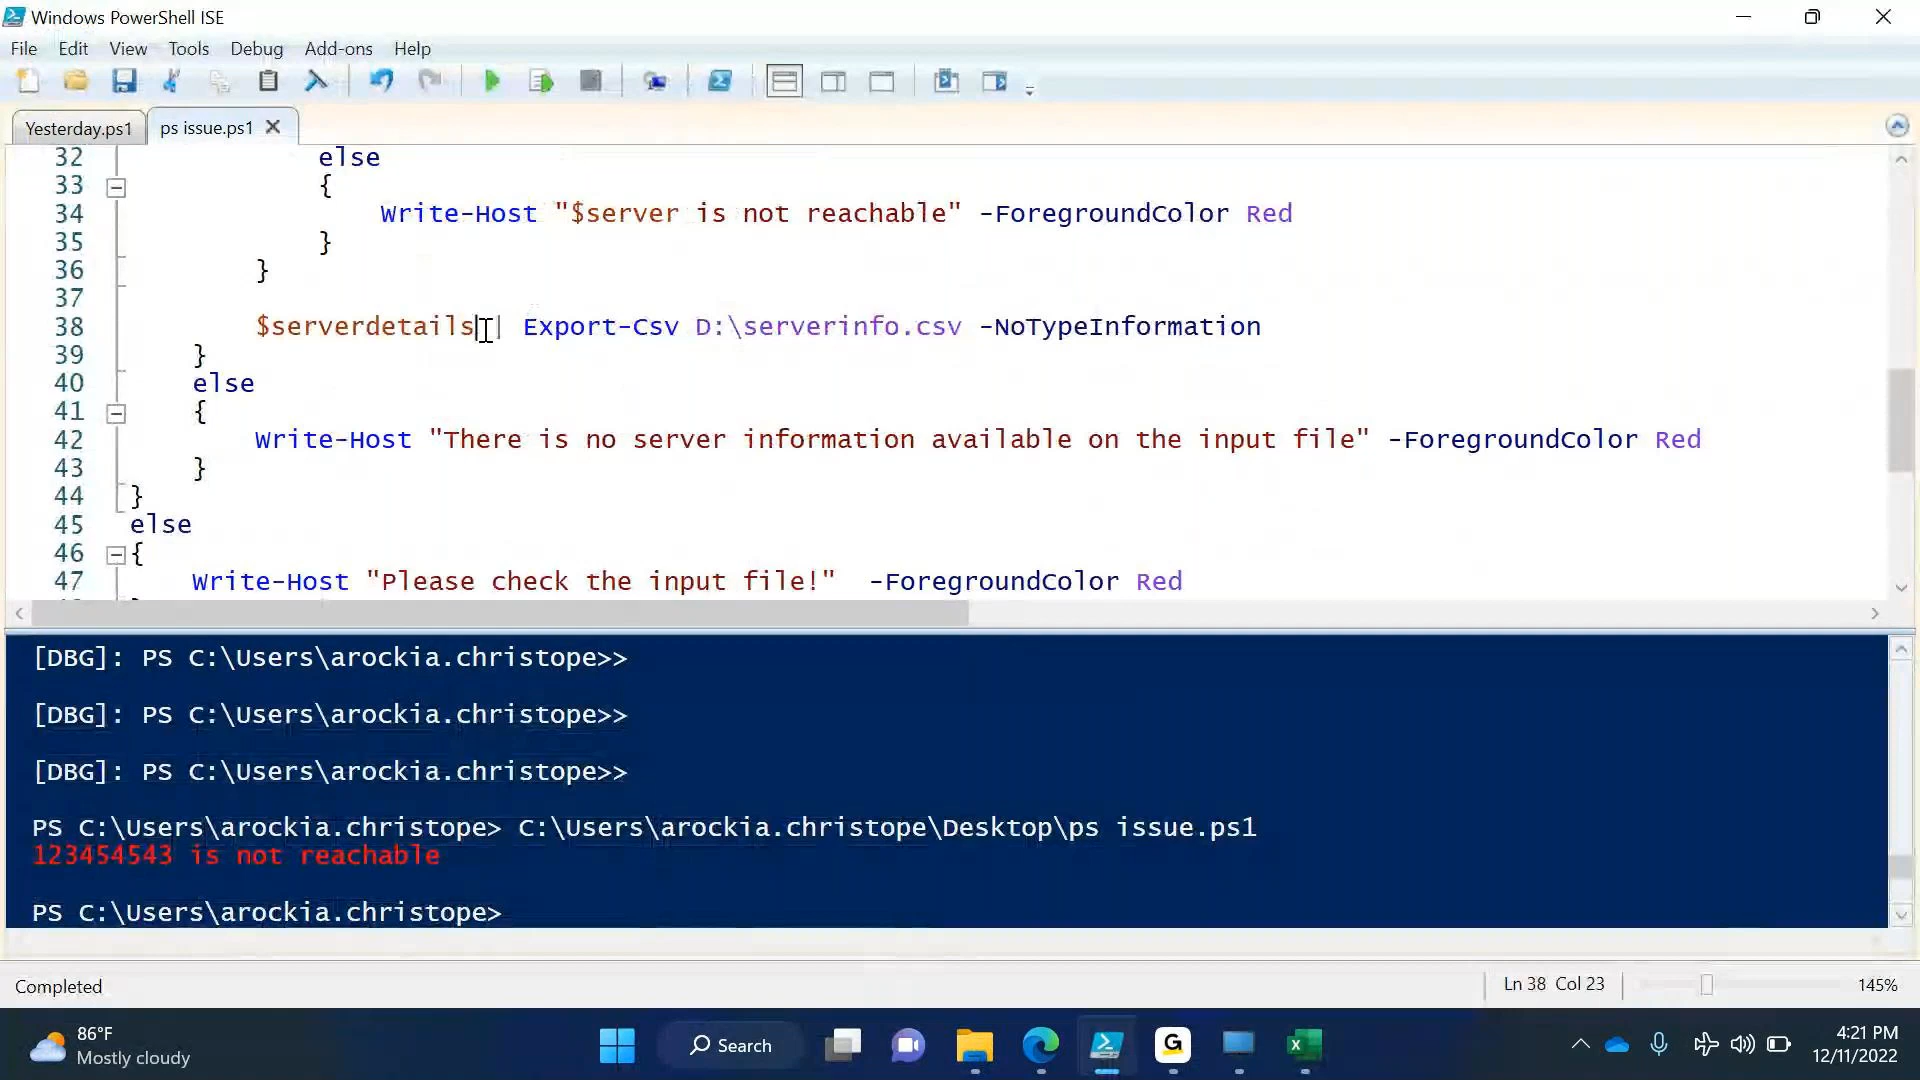 Windows PowerShell ISE
File Edit View Tools Debug Add-ons Help
Yesterday.ps1 ps issue.ps1
32 else
33 {
34 Write-Host "$server is not reachable" -ForegroundColor Red
35 }
36 }
37
38 $serverdetails | Export-Csv D:\serverinfo.csv -NoTypeInformation
39 }
40 else
41 {
42 Write-Host "There is no server information available on the input file" -ForegroundColor Red
43 }
44 }
45 else
46 {
47 Write-Host "Please check the input file!" -ForegroundColor Red
[DBG]: PS C:\Users\arockia.christope>>
[DBG]: PS C:\Users\arockia.christope>>
[DBG]: PS C:\Users\arockia.christope>>
PS C:\Users\arockia.christope> C:\Users\arockia.christope\Desktop\ps issue.ps1
123454543 is not reachable
PS C:\Users\arockia.christope>
Completed Ln 38 Col 23 145%
86°F
Mostly cloudy
Search
4:21 PM
12/11/2022